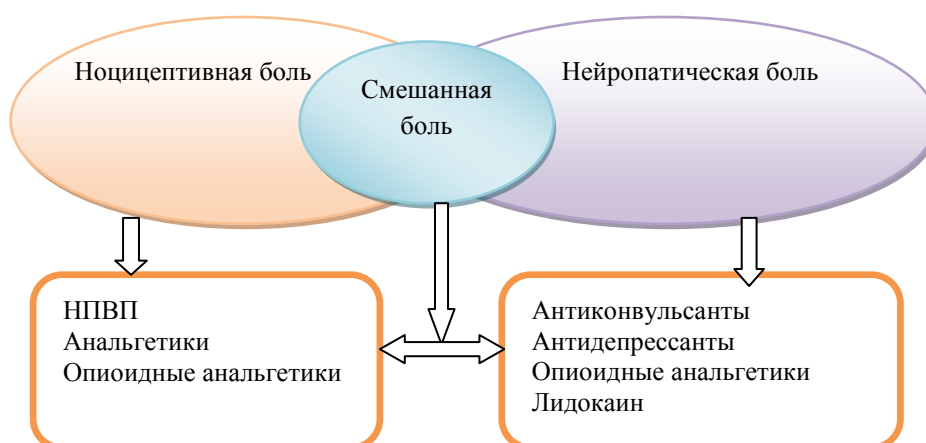 Ноцицептивная боль
Смешанная
боль
Нейропатическая боль
НПВП
Анальгетики
Опиоидные анальгетики
Антиконвульсанты
Антидепрессанты
Опиоидные анальгетики
Лидокаин